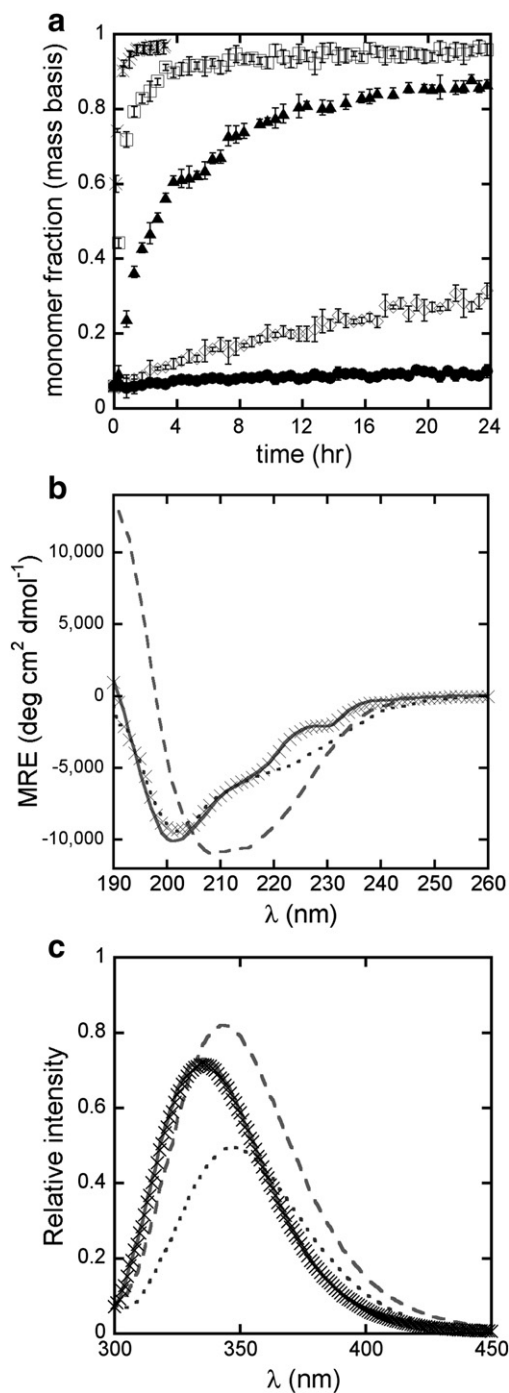 a
monomer fraction (mass basis)
1
0.8
0.6
0.4
0.2
0
0 4 8 12 16 20 24
time (hr)
b
MRE (deg cm² dmol⁻¹)
10,000
5,000
0
-5,000
-10,000
190 200 210 220 230 240 250 260
λ (nm)
c
Relative intensity
1
0.8
0.6
0.4
0.2
0
300 350 400 450
λ (nm)